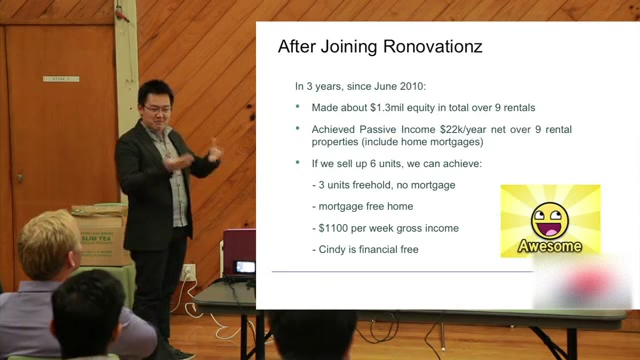 After Joining Ronovationz
In 3 years, since June 2010:
• Made about $1.3mil equity in total over 9 rentals
• Achieved Passive Income $22k/year net over 9 rental
properties (include home mortgages)
• If we sell up 6 units, we can achieve:
- 3 units freehold, no mortgage
- mortgage free home
- $1100 per week gross income
- Cindy is financial free
Awesome
SLIM TEA